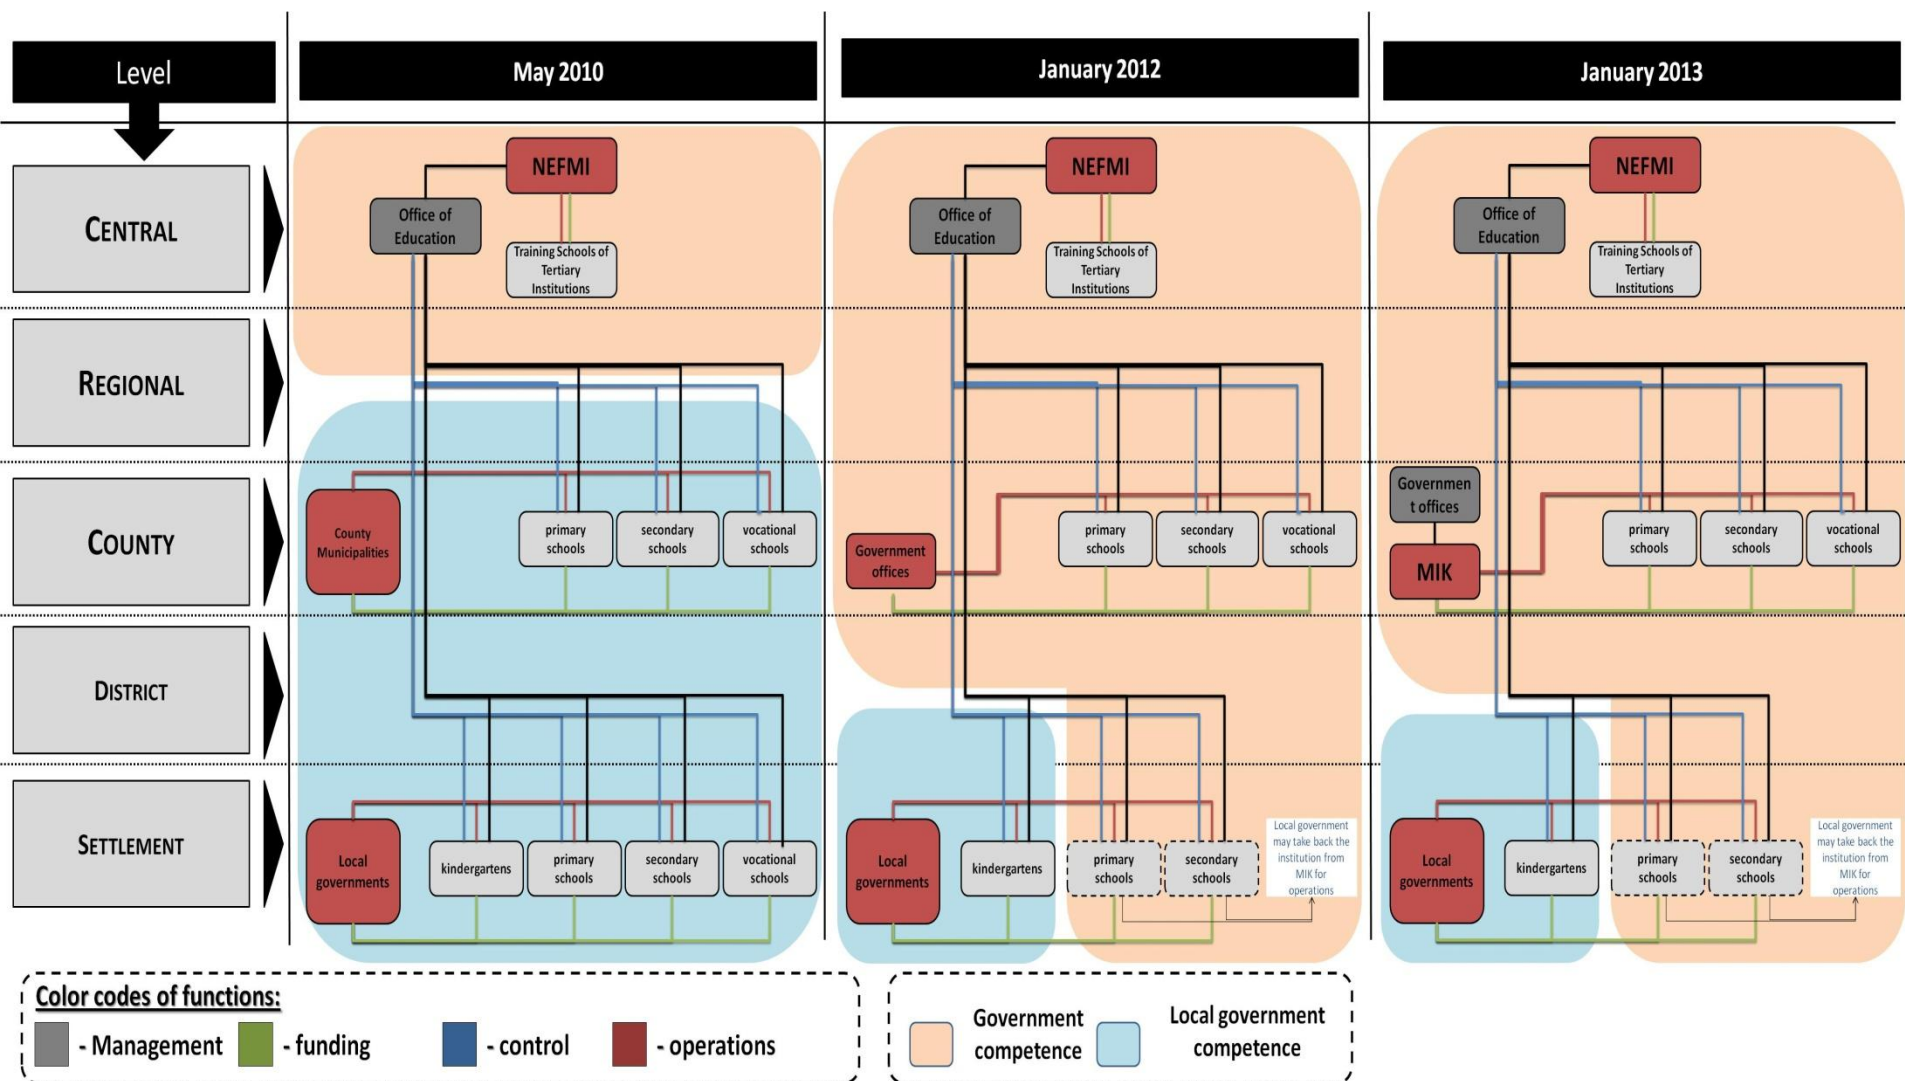 Level
May 2010
January 2012
January 2013
CENTRAL
NEFMI
Office of
Education
Training Schools of
Tertiary
Institutions
NEFMI
Office of
Education
Training Schools of
Tertiary
Institutions
NEFMI
Office of
Education
Training Schools of
Tertiary
Institutions
REGIONAL
COUNTY
County
Municipalities
primary
schools
secondary
schools
vocational
schools
Government
offices
primary
schools
secondary
schools
vocational
schools
Governmen
t offices
MIK
primary
schools
secondary
schools
vocational
schools
DISTRICT
SETTLEMENT
Local
governments
kindergartens
primary
schools
secondary
schools
vocational
schools
Local
governments
kindergartens
primary
schools
secondary
schools
Local government
may take back the
institution from
MIK for
operations
Local
governments
kindergartens
primary
schools
secondary
schools
Local government
may take back the
institution from
MIK for
operations
Color codes of functions:
- Management
- funding
- control
- operations
Government
competence
Local government
competence